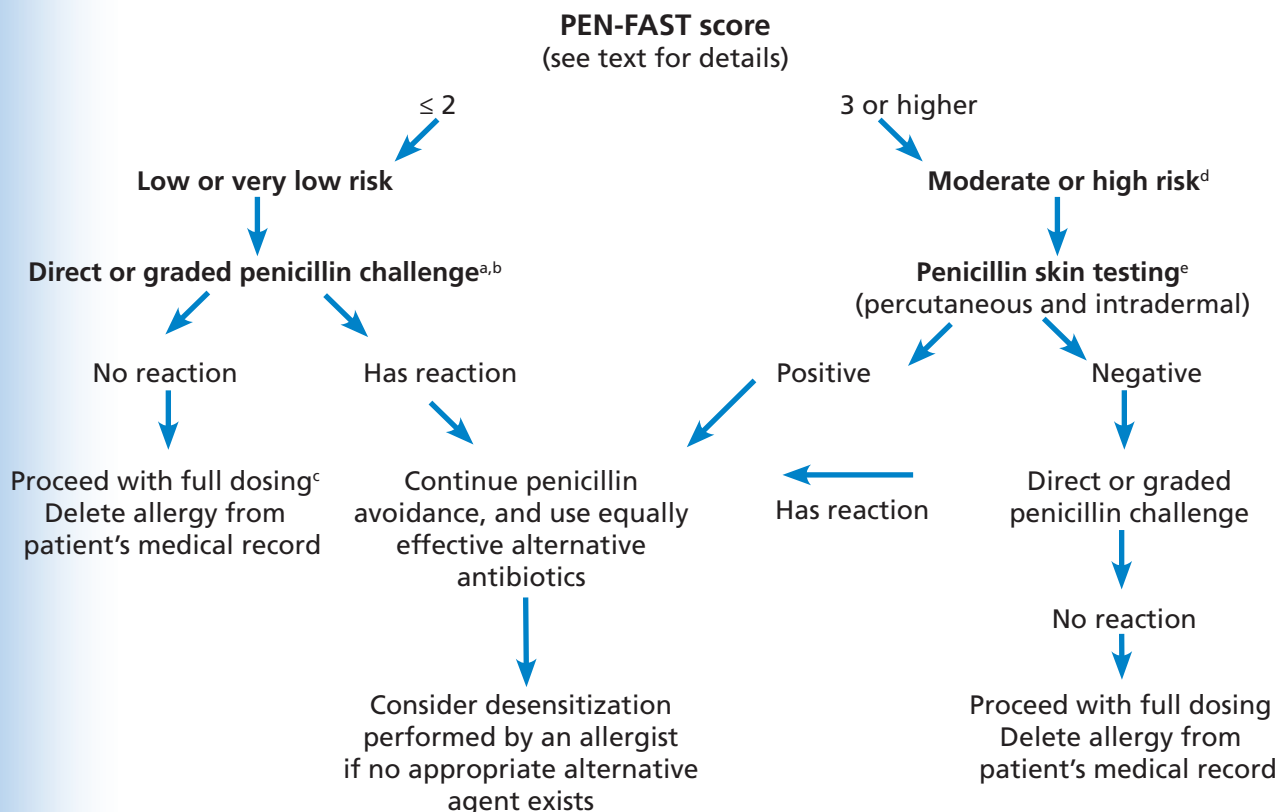 PEN-FAST score
(see text for details)
≤ 2
3 or higher
Low or very low risk
Moderate or high riskᵈ
Direct or graded penicillin challengeᵃ,ᵇ
Penicillin skin testingᵉ
(percutaneous and intradermal)
No reaction
Has reaction
Positive
Negative
Proceed with full dosingᶜ
Delete allergy from
patient's medical record
Continue penicillin
avoidance, and use equally
effective alternative
antibiotics
Has reaction
Direct or graded
penicillin challenge
No reaction
Consider desensitization
performed by an allergist
if no appropriate alternative
agent exists
Proceed with full dosing
Delete allergy from
patient's medical record